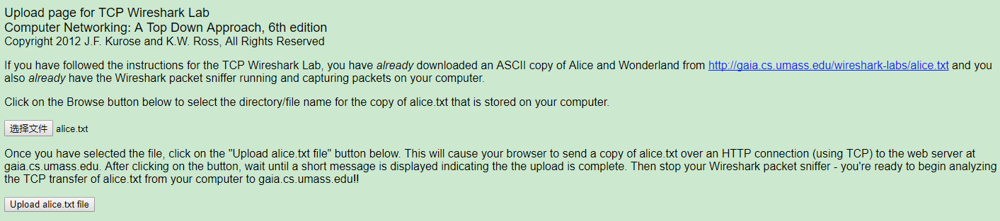 Upload page for TCP Wireshark Lab
Computer Networking: A Top Down Approach, 6th edition
Copyright 2012 J.F. Kurose and K.W. Ross, All Rights Reserved
If you have followed the instructions for the TCP Wireshark Lab, you have already downloaded an ASCII copy of Alice and Wonderland from http://gaia.cs.umass.edu/wireshark-labs/alice.txt and you
also already have the Wireshark packet sniffer running and capturing packets on your computer.
Click on the Browse button below to select the directory/file name for the copy of alice.txt that is stored on your computer.
选择文件 alice.txt
Once you have selected the file, click on the "Upload alice.txt file" button below. This will cause your browser to send a copy of alice.txt over an HTTP connection (using TCP) to the web server at
gaia.cs.umass.edu. After clicking on the button, wait until a short message is displayed indicating the the upload is complete. Then stop your Wireshark packet sniffer - you're ready to begin analyzing
the TCP transfer of alice.txt from your computer to gaia.cs.umass.edu!!
Upload alice.txt file